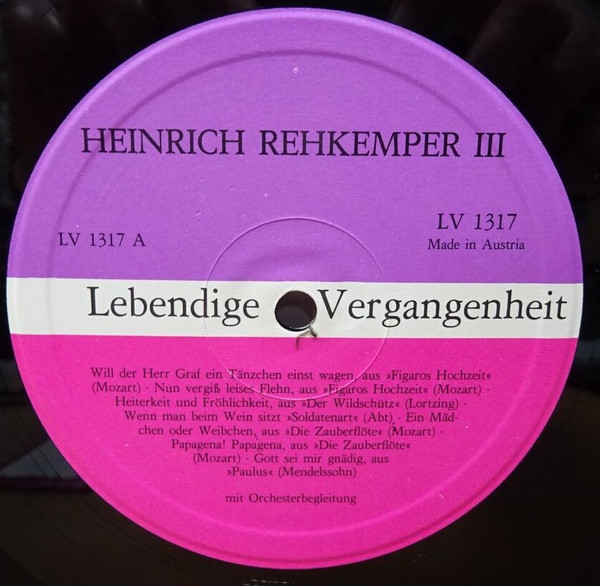 HEINRICH REHKEMPER III
LV 1317 A
LV 1317
Made in Austria
Lebendige Vergangenheit
Will der Herr Graf ein Tänzchen einst wagen, aus »Figaros Hochzeit«
(Mozart) - Nun vergiß leises Flehn, aus »Figaros Hochzeit« (Mozart) -
Heiterkeit und Fröhlichkeit, aus »Der Wildschütz« (Lortzing) -
Wenn man beim Wein sitzt »Soldatenart« (Abt) - Ein Mäd-
chen oder Weibchen, aus »Die Zauberflöte« (Mozart) -
Papagena! Papagena, aus »Die Zauberflöte«
(Mozart) - Gott sei mir gnädig, aus
»Paulus« (Mendelssohn)
mit Orchesterbegleitung